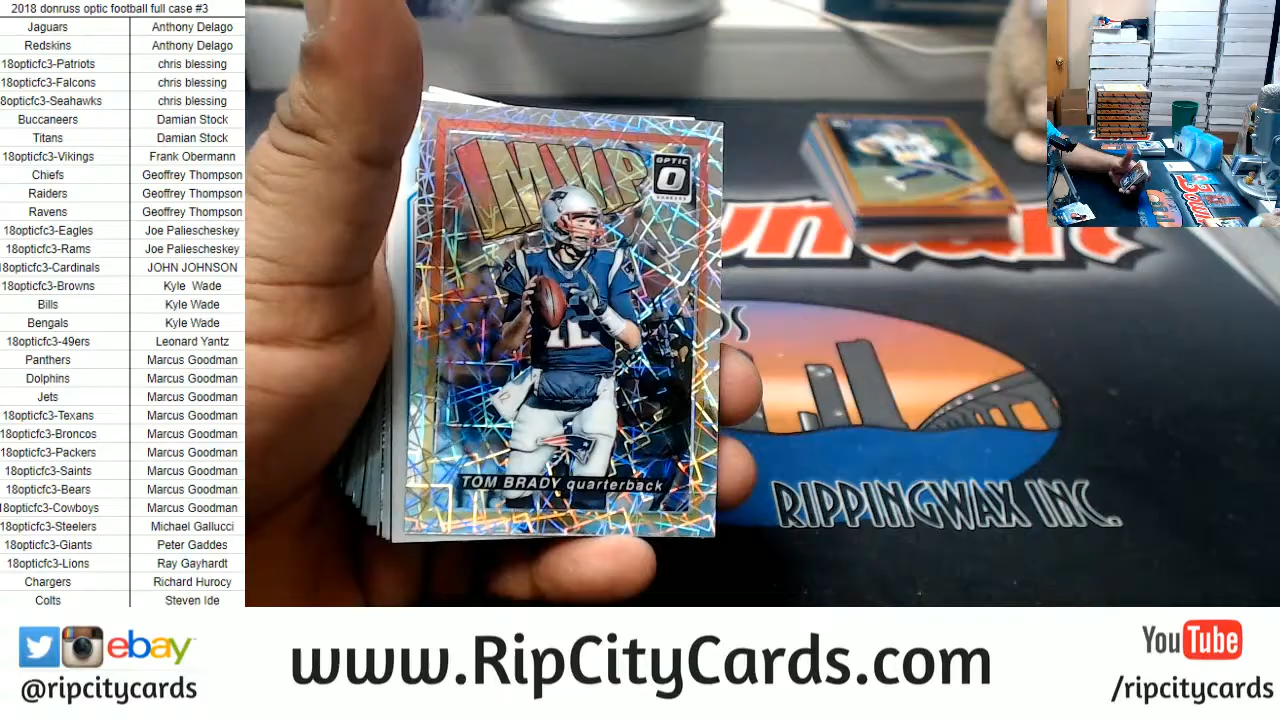 2018 donruss optic football full case #3
Jaguars Anthony Delago
Redskins Anthony Delago
18opticfc3-Patriots chris blessing
18opticfc3-Falcons chris blessing
8opticfc3-Seahawks chris blessing
Buccaneers Damian Stock
Titans Damian Stock
18opticfc3-Vikings Frank Obermann
Chiefs Geoffrey Thompson
Raiders Geoffrey Thompson
Ravens Geoffrey Thompson
18opticfc3-Eagles Joe Paliescheskey
18opticfc3-Rams Joe Paliescheskey
8opticfc3-Cardinals JOHN JOHNSON
18opticfc3-Browns Kyle Wade
Bills Kyle Wade
Bengals Kyle Wade
18opticfc3-49ers Leonard Yantz
Panthers Marcus Goodman
Dolphins Marcus Goodman
Jets Marcus Goodman
18opticfc3-Texans Marcus Goodman
18opticfc3-Broncos Marcus Goodman
18opticfc3-Packers Marcus Goodman
18opticfc3-Saints Marcus Goodman
18opticfc3-Bears Marcus Goodman
8opticfc3-Cowboys Marcus Goodman
18opticfc3-Steelers Michael Gallucci
18opticfc3-Giants Peter Gaddes
18opticfc3-Lions Ray Gayhardt
Chargers Richard Hurocy
Colts Steven Ide
MVP
OPTIC
DONRUSS
12
TOM BRADY quarterback
RIPPINGWAX INC.
ebay
@ripcitycards
www.RipCityCards.com
YouTube
/ripcitycards